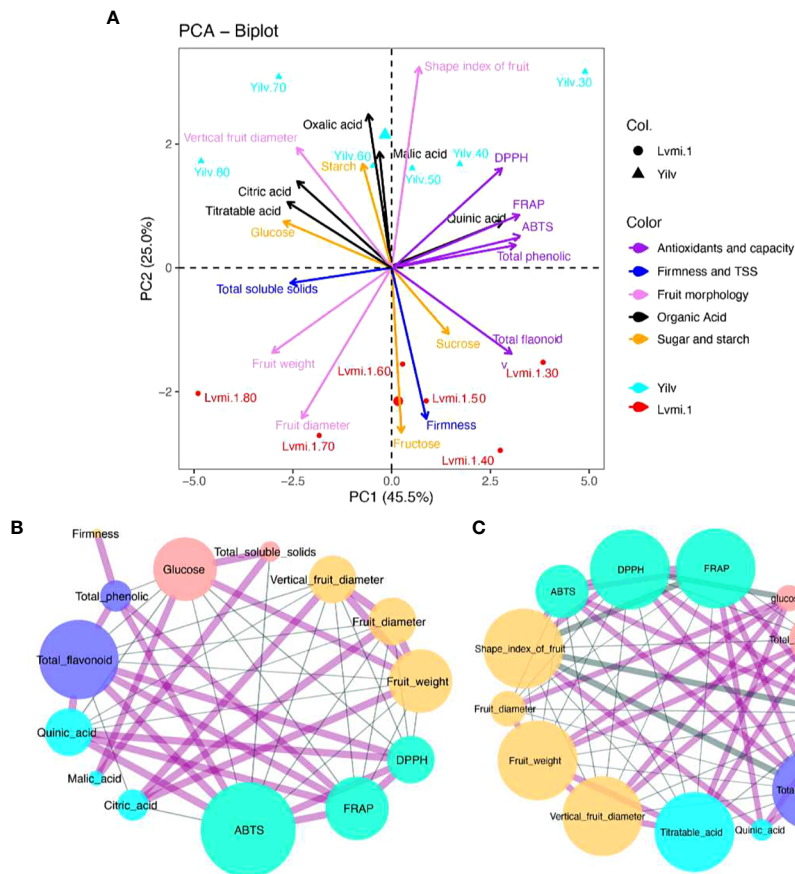 A
PCA – Biplot
Shape index of fruit
Yilv.30
Yilv.70
Oxalic acid
Vertical fruit diameter
Yilv.60
Malic acid
Yilv.40
DPPH
Yilv.80
Starch
Yilv.50
Citric acid
FRAP
Titratable acid
Quinic acid
ABTS
Glucose
Total phenolic
Total soluble solids
Sucrose
Total flaonoid
v
Fruit weight
Lvmi.1.60
Lvmi.1.30
Lvmi.1.80
Lvmi.1.50
Fruit diameter
Firmness
Lvmi.1.70
Fructose
Lvmi.1.40
2
0
−2
PC2 (25.0%)
−5.0
−2.5
0.0
2.5
5.0
PC1 (45.5%)
Col.
Lvmi.1
Yilv
Color
Antioxidants and capacity
Firmness and TSS
Fruit morphology
Organic Acid
Sugar and starch
Yilv
Lvmi.1
B
Firmness
Glucose
Total_soluble_solids
Vertical_fruit_diameter
Total_phenolic
Fruit_diameter
Total_flavonoid
Fruit_weight
Quinic_acid
DPPH
Malic_acid
Citric_acid
FRAP
ABTS
C
DPPH
FRAP
ABTS
glucos
Total_
Shape_index_of_fruit
Fruit_diameter
Fruit_weight
Total
Vertical_fruit_diameter
Titratable_acid
Quinic_acid